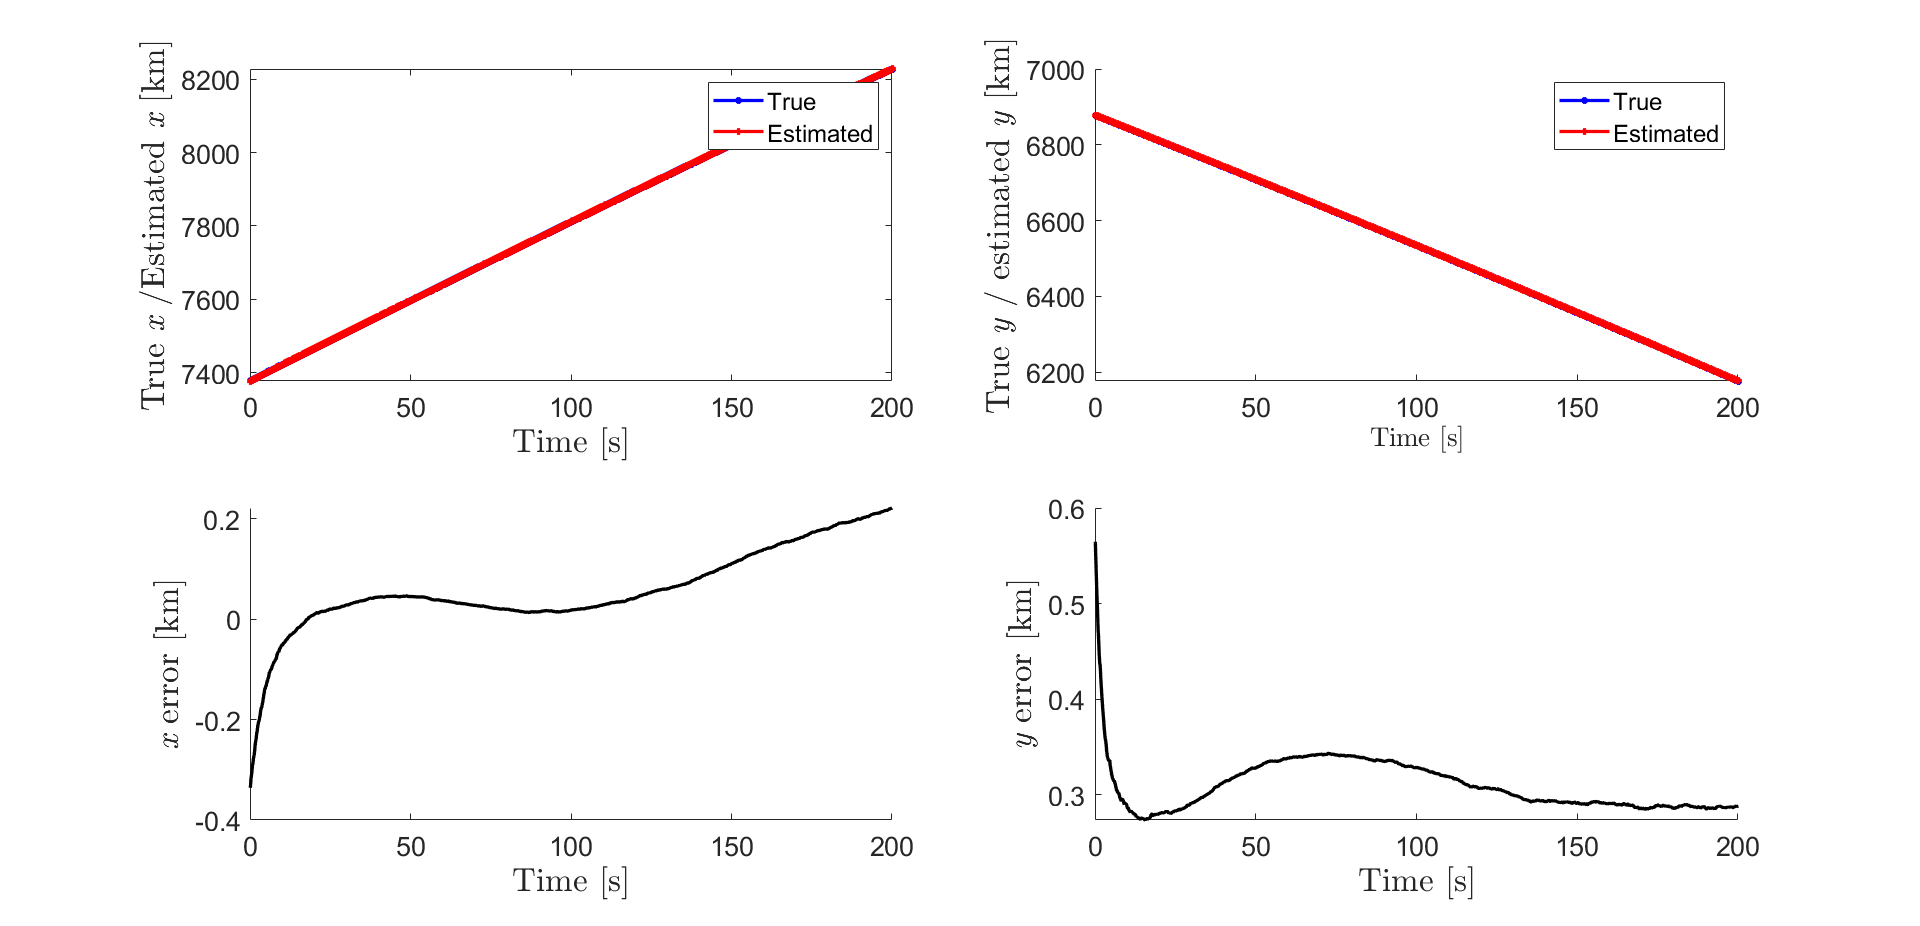 True x /Estimated x [km]
8200
8000
7800
7600
7400
0 50 100 150 200
Time [s]
True
Estimated
True y / estimated y [km]
7000
6800
6600
6400
6200
0 50 100 150 200
Time [s]
True
Estimated
x error [km]
0.2
0
-0.2
-0.4
0 50 100 150 200
Time [s]
y error [km]
0.6
0.5
0.4
0.3
0 50 100 150 200
Time [s]